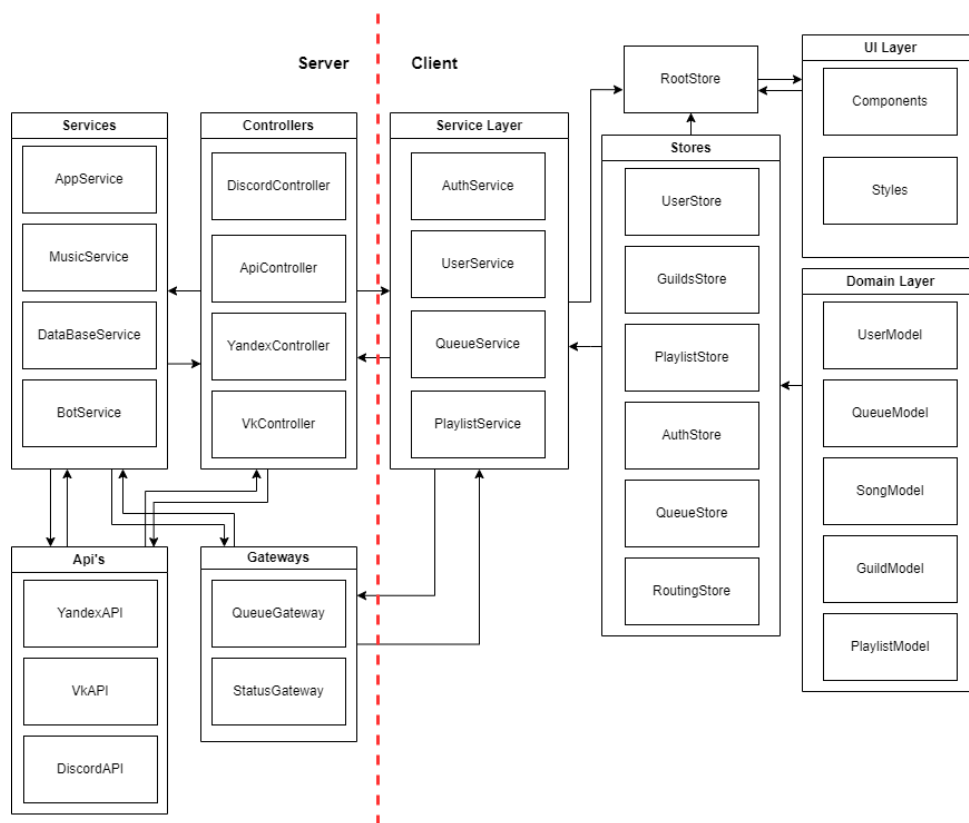 Server
Client
Services
AppService
MusicService
DataBaseService
BotService
Controllers
DiscordController
ApiController
YandexController
VkController
Api's
YandexAPI
VkAPI
DiscordAPI
Gateways
QueueGateway
StatusGateway
Service Layer
AuthService
UserService
QueueService
PlaylistService
RootStore
Stores
UserStore
GuildsStore
PlaylistStore
AuthStore
QueueStore
RoutingStore
UI Layer
Components
Styles
Domain Layer
UserModel
QueueModel
SongModel
GuildModel
PlaylistModel